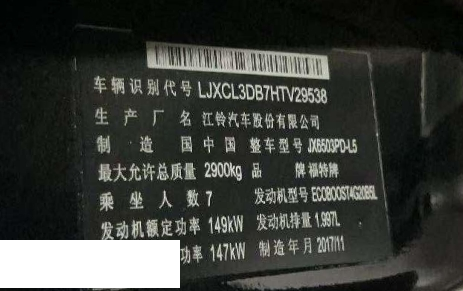 车辆识别代号 LJXCL3DB7HTV29538
生产厂名 江铃汽车股份有限公司
制造国 中国 整车型号 JX6503PD-L5
最大允许总质量 2900kg 品牌 福特牌
乘坐人数 7 发动机型号 ECOBOOST4G20B5L
发动机额定功率 149kW 发动机排量 1.997L
功率 147kW 制造年月 2017/11